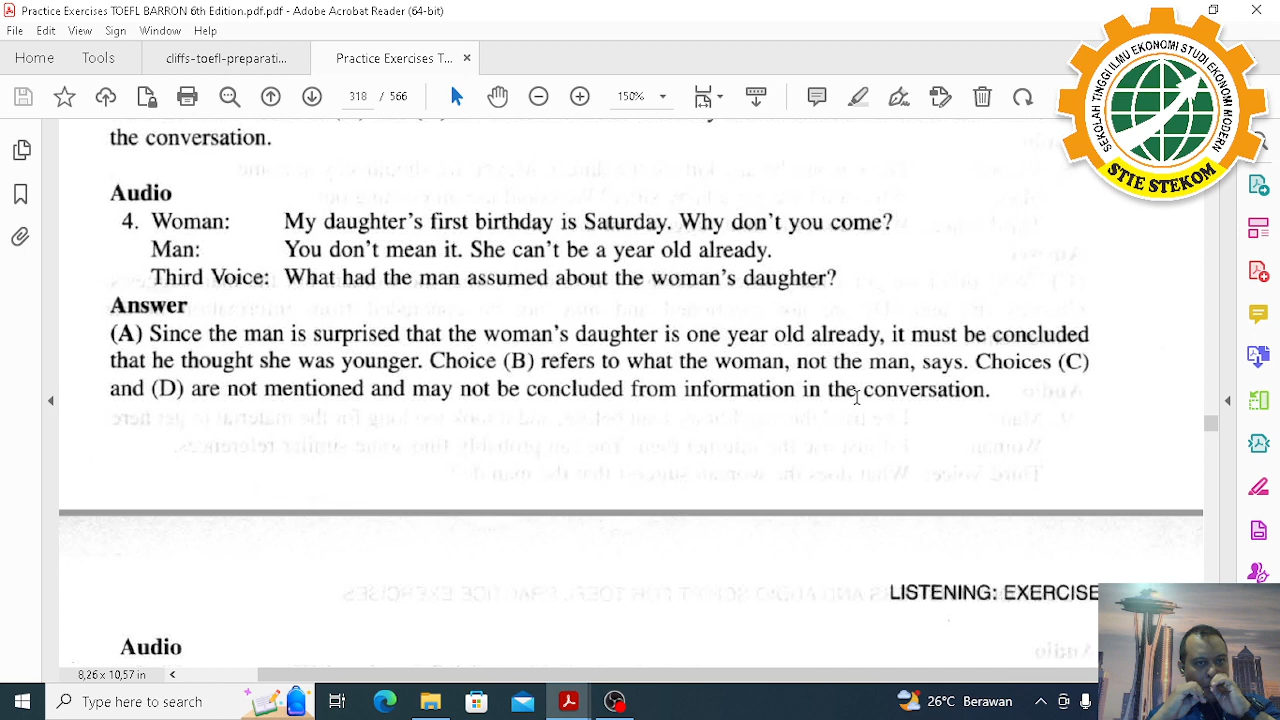 Practice Exercises TOEFL BARRON 6th Edition.pdf.pdf - Adobe Acrobat Reader (64-bit)
File Edit View Sign Window Help
Home Tools cliffs-toefl-preparati... Practice Exercises T... ×
318 / 566 150%
the conversation.
Audio
4. Woman: My daughter's first birthday is Saturday. Why don't you come?
Man: You don't mean it. She can't be a year old already.
Third Voice: What had the man assumed about the woman's daughter?
Answer
(A) Since the man is surprised that the woman's daughter is one year old already, it must be concluded
that he thought she was younger. Choice (B) refers to what the woman, not the man, says. Choices (C)
and (D) are not mentioned and may not be concluded from information in the conversation.
LISTENING: EXERCISE
Audio
8,26 x 10,57 in
Type here to search
26°C Berawan
SEKOLAH TINGGI ILMU EKONOMI STUDI EKONOMI MODERN
STIE STEKOM